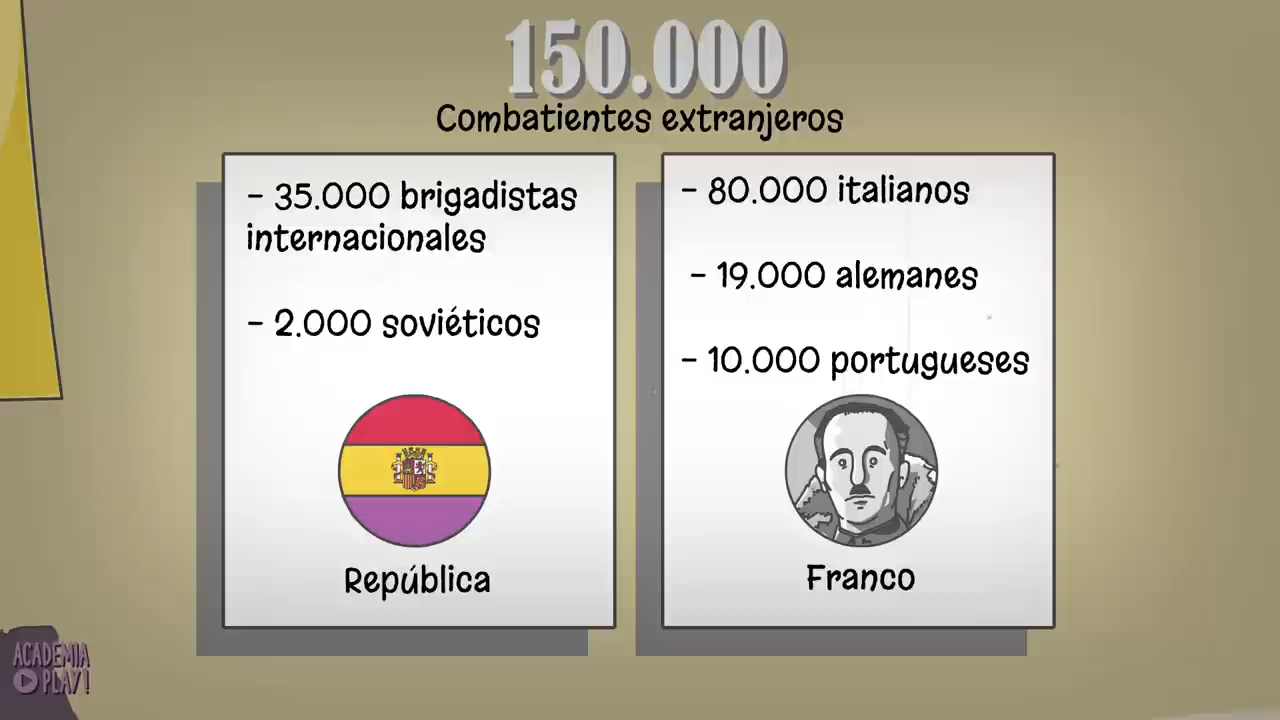 150.000
Combatientes extranjeros
- 35.000 brigadistas
internacionales
- 2.000 soviéticos
República
- 80.000 italianos
- 19.000 alemanes
- 10.000 portugueses
Franco
ACADEMIA
PLAY!